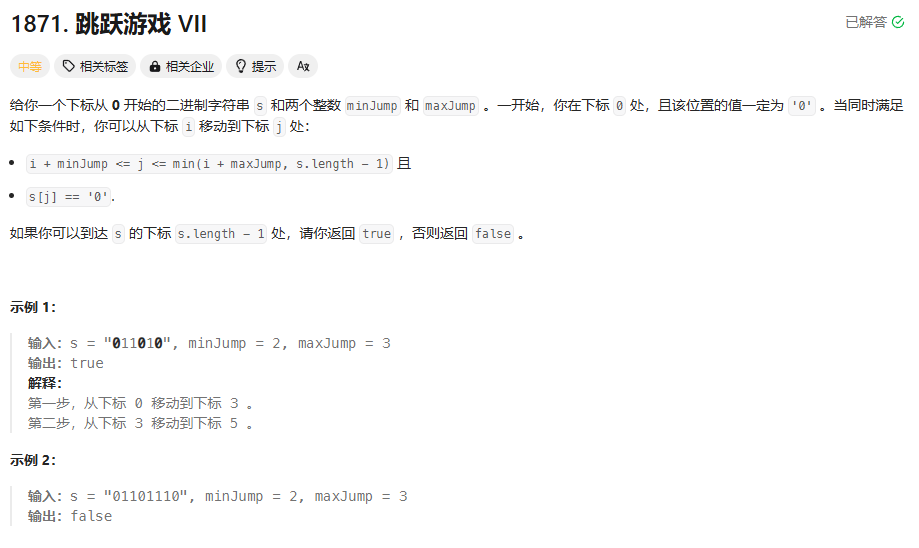 1871. 跳跃游戏 VII
已解答
中等 相关标签 相关企业 提示 Aあ
给你一个下标从 0 开始的二进制字符串 s 和两个整数 minJump 和 maxJump 。一开始,你在下标 0 处,且该位置的值一定为 '0' 。当同时满足
如下条件时,你可以从下标 i 移动到下标 j 处:
• i + minJump <= j <= min(i + maxJump, s.length - 1) 且
• s[j] == '0'.
如果你可以到达 s 的下标 s.length - 1 处,请你返回 true ,否则返回 false 。
示例 1:
输入:s = "011010", minJump = 2, maxJump = 3
输出:true
解释:
第一步,从下标 0 移动到下标 3 。
第二步,从下标 3 移动到下标 5 。
示例 2:
输入:s = "01101110", minJump = 2, maxJump = 3
输出:false